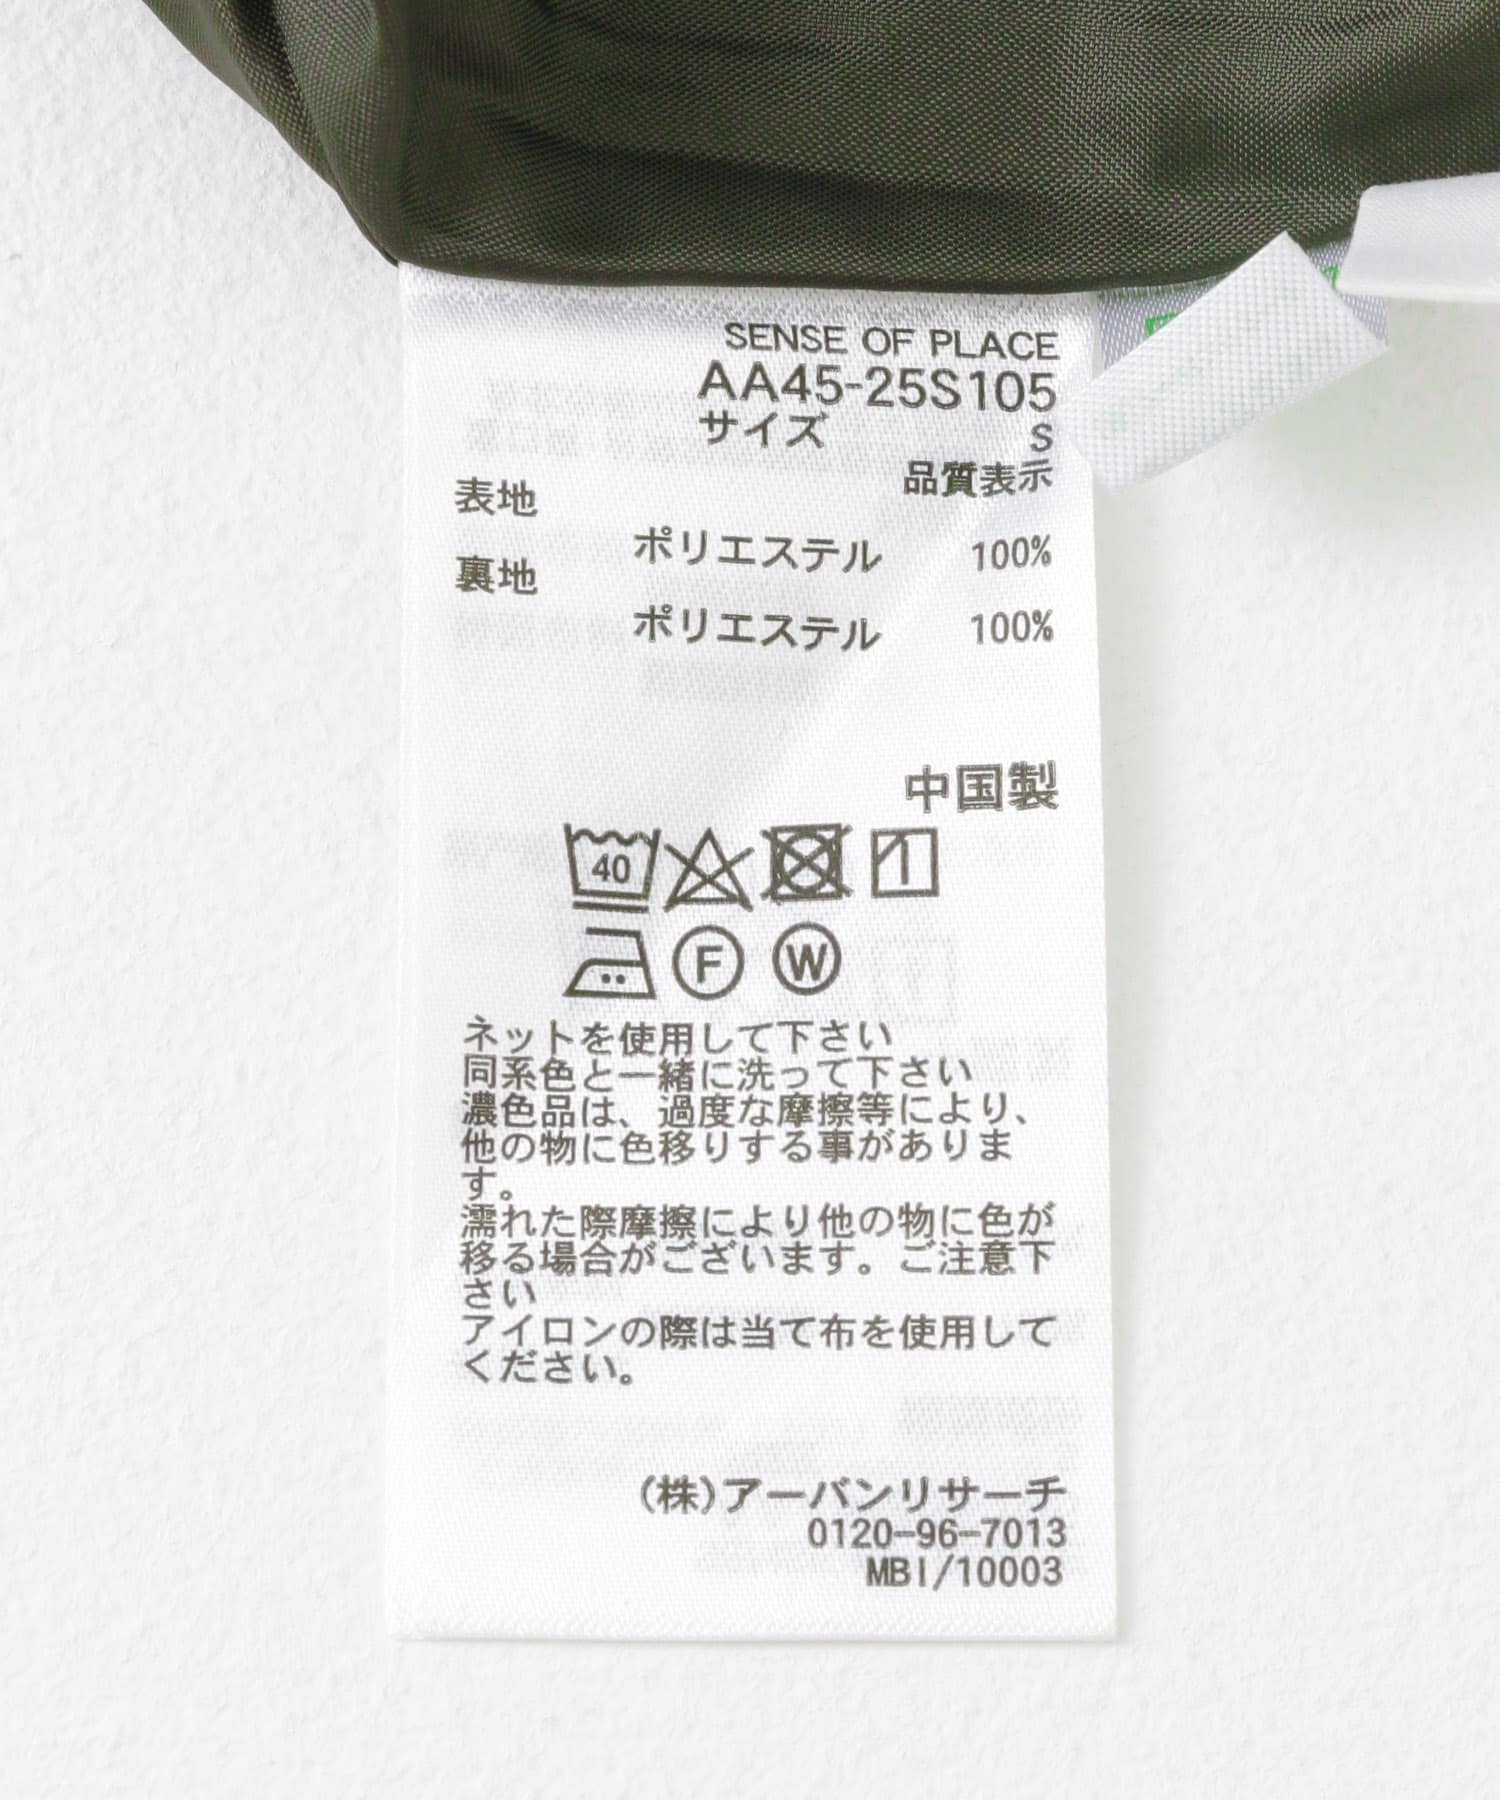 SENSE OF PLACE
AA45-25S105
サイズ S
品質表示
表地
ポリエステル 100%
裏地
ポリエステル 100%
中国製
40
F W
ネットを使用して下さい
同系色と一緒に洗って下さい
濃色品は、過度な摩擦等により、
他の物に色移りする事がありま
す。
濡れた際摩擦により他の物に色が
移る場合がございます。ご注意下
さい
アイロンの際は当て布を使用して
ください。
(株)アーバンリサーチ
0120-96-7013
MBI/10003